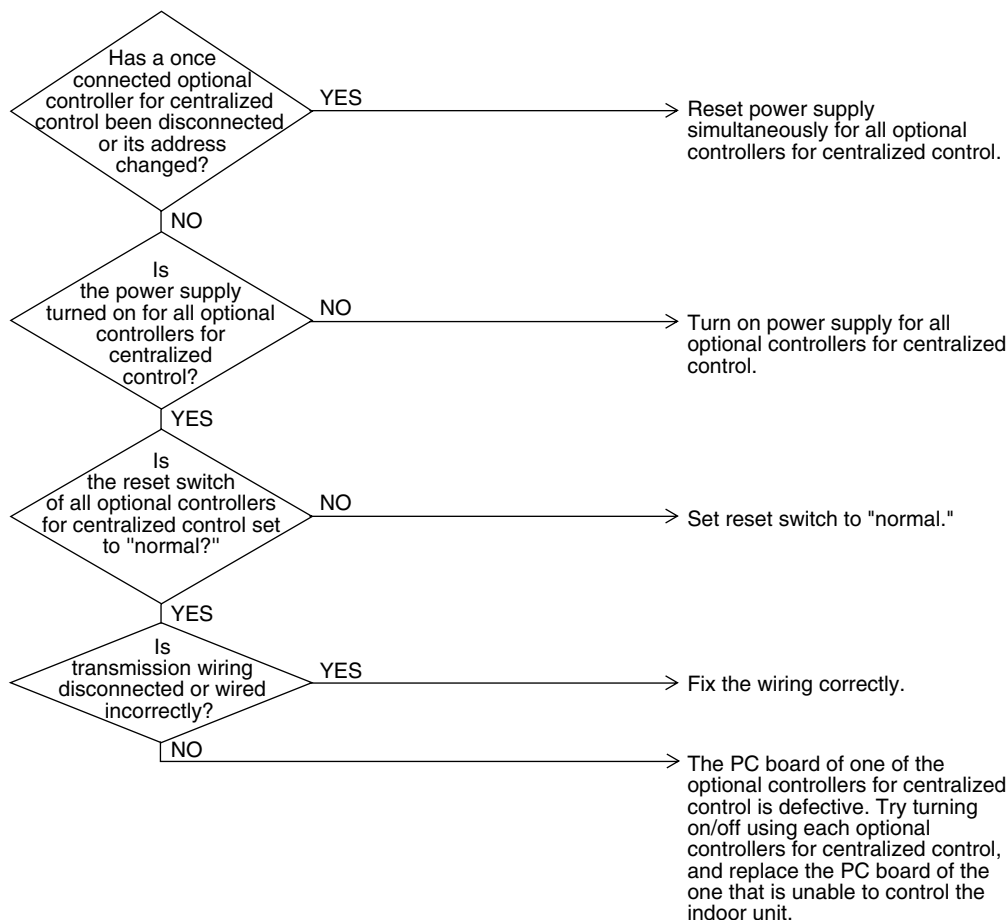 Has a once
connected optional
controller for centralized
control been disconnected
or its address
changed?
YES
Reset power supply
simultaneously for all optional
controllers for centralized control.
NO
Is
the power supply
turned on for all optional
controllers for
centralized
control?
NO
Turn on power supply for all
optional controllers for centralized
control.
YES
Is
the reset switch
of all optional controllers
for centralized control set
to "normal?"
NO
Set reset switch to "normal."
YES
Is
transmission wiring
disconnected or wired
incorrectly?
YES
Fix the wiring correctly.
NO
The PC board of one of the
optional controllers for centralized
control is defective. Try turning
on/off using each optional
controllers for centralized control,
and replace the PC board of the
one that is unable to control the
indoor unit.